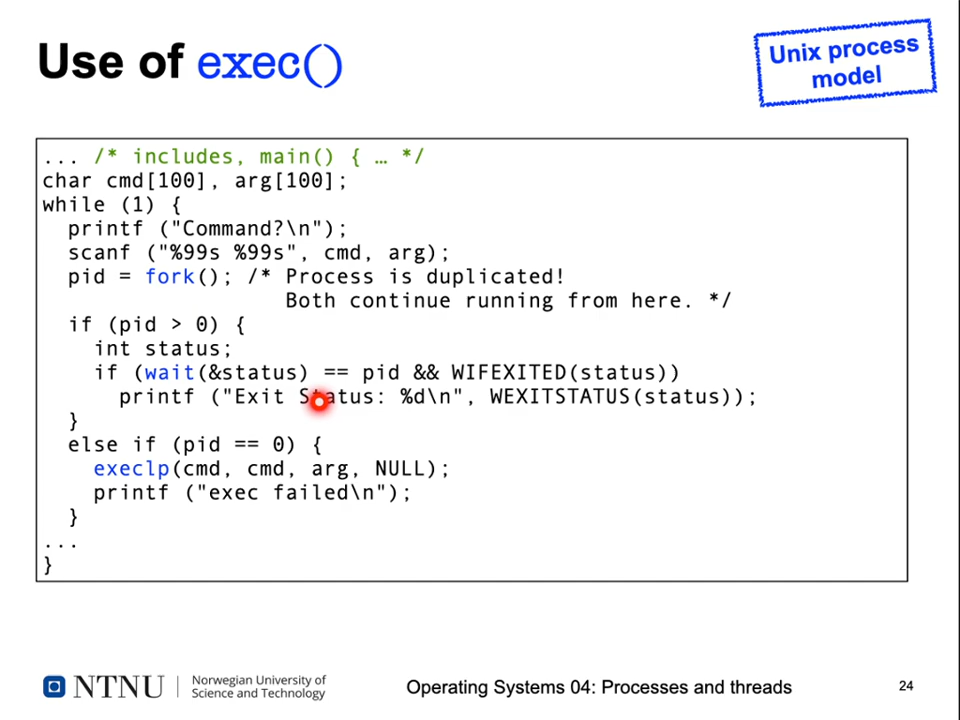 Use of exec()
Unix process
model
... /* includes, main() { … */
char cmd[100], arg[100];
while (1) {
  printf ("Command?\n");
  scanf ("%99s %99s", cmd, arg);
  pid = fork(); /* Process is duplicated!
                   Both continue running from here. */
  if (pid > 0) {
    int status;
    if (wait(&status) == pid && WIFEXITED(status))
      printf ("Exit Status: %d\n", WEXITSTATUS(status));
  }
  else if (pid == 0) {
    execlp(cmd, cmd, arg, NULL);
    printf ("exec failed\n");
  }
...
}
NTNU
Norwegian University of
Science and Technology
Operating Systems 04: Processes and threads
24